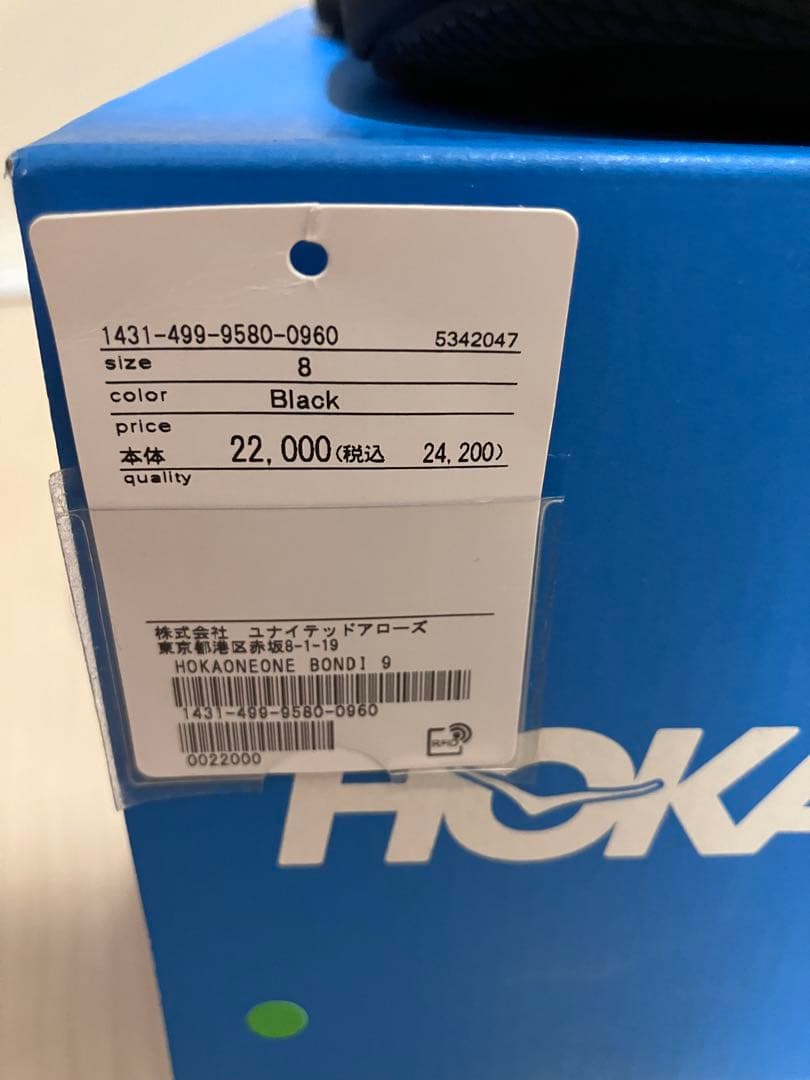 1431-499-9580-0960 5342047
size 8
color Black
price
本体 22,000(税込 24,200)
quality
株式会社 ユナイテッドアローズ
東京都港区赤坂8-1-19
HOKAONEONE BONDI 9
1431-499-9580-0960
RFID
0022000
HOKA